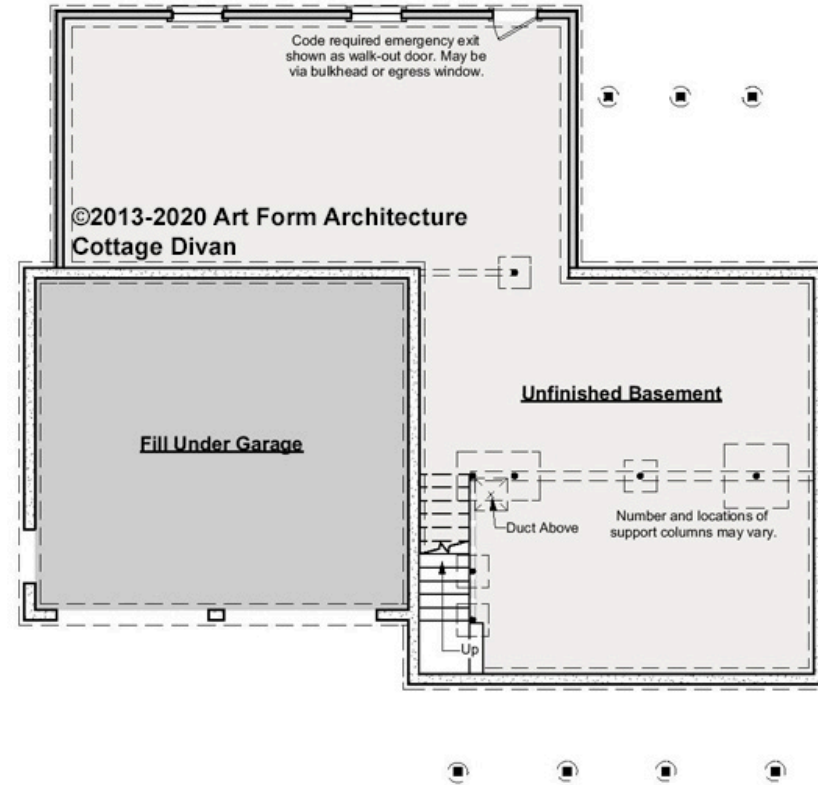 Code required emergency exit
shown as walk-out door. May be
via bulkhead or egress window.
©2013-2020 Art Form Architecture
Cottage Divan
Unfinished Basement
Fill Under Garage
Duct Above
Number and locations of
support columns may vary.
Up